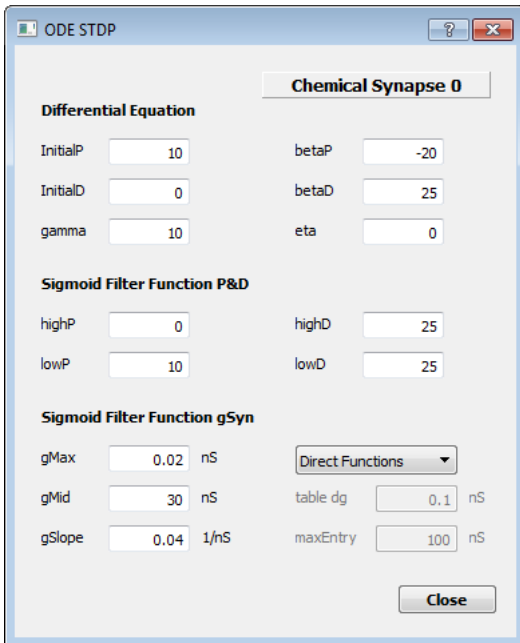 ODE STDP
Chemical Synapse 0
Differential Equation
InitialP 10 betaP -20
InitialD 0 betaD 25
gamma 10 eta 0
Sigmoid Filter Function P&D
highP 0 highD 25
lowP 10 lowD 25
Sigmoid Filter Function gSyn
gMax 0.02 nS Direct Functions
gMid 30 nS table dg 0.1 nS
gSlope 0.04 1/nS maxEntry 100 nS
Close